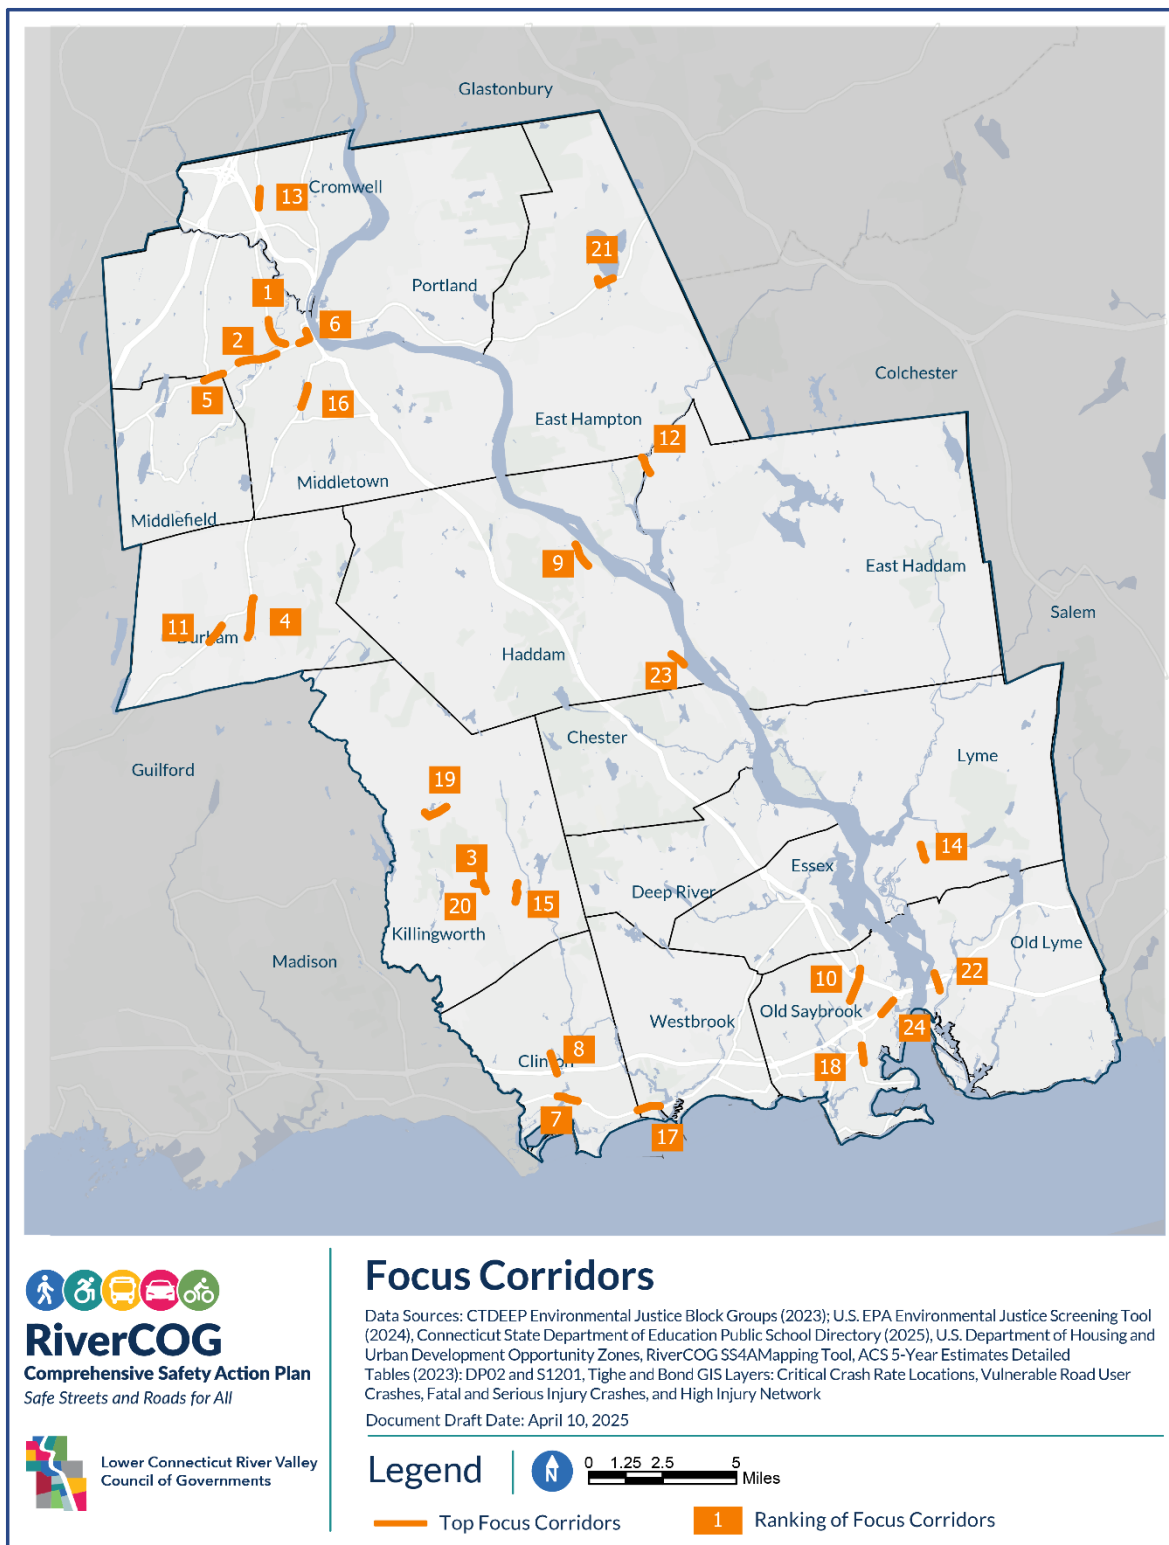 Glastonbury
Cromwell
13
21
Portland
1
6
2
Colchester
5
16
East Hampton
12
Middletown
Middlefield
9
East Haddam
Salem
11
4
Durham
Haddam
23
Chester
Lyme
Guilford
19
14
3
Essex
Deep River
20
15
Killingworth
Old Lyme
Madison
22
10
Old Saybrook
Westbrook
24
8
Clinton
18
7
17
RiverCOG
Comprehensive Safety Action Plan
Safe Streets and Roads for All
Lower Connecticut River Valley
Council of Governments
Focus Corridors
Data Sources: CTDEEP Environmental Justice Block Groups (2023); U.S. EPA Environmental Justice Screening Tool
(2024), Connecticut State Department of Education Public School Directory (2025), U.S. Department of Housing and
Urban Development Opportunity Zones, RiverCOG SS4AMapping Tool, ACS 5-Year Estimates Detailed
Tables (2023): DP02 and S1201, Tighe and Bond GIS Layers: Critical Crash Rate Locations, Vulnerable Road User
Crashes, Fatal and Serious Injury Crashes, and High Injury Network
Document Draft Date: April 10, 2025
Legend
N
0 1.25 2.5 5
Miles
Top Focus Corridors
1 Ranking of Focus Corridors